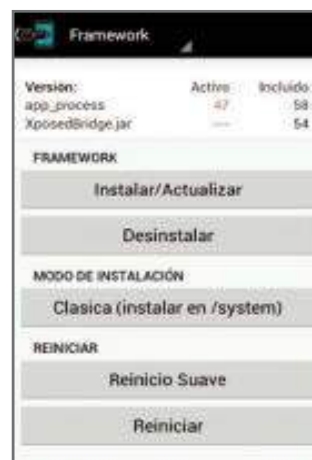 Framework
Versión: Activo Incluido
app_process 47 58
XposedBridge.jar --- 54
FRAMEWORK
Instalar/Actualizar
Desinstalar
MODO DE INSTALACIÓN
Clasica (instalar en /system)
REINICIAR
Reinicio Suave
Reiniciar